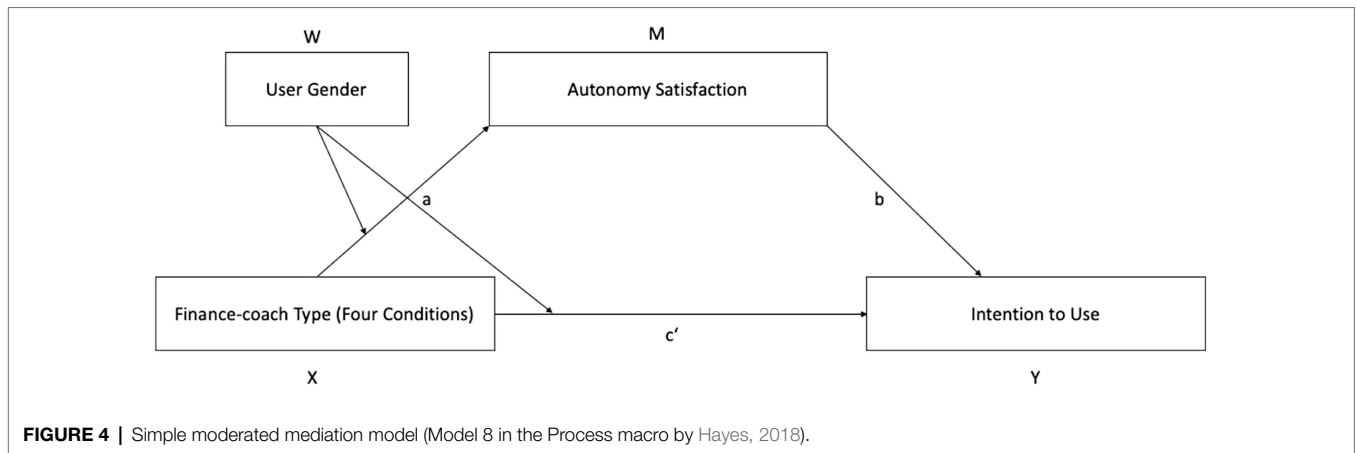 W
M
User Gender
Autonomy Satisfaction
a
b
Finance-coach Type (Four Conditions)
Intention to Use
c‘
X
Y
FIGURE 4 | Simple moderated mediation model (Model 8 in the Process macro by Hayes, 2018).